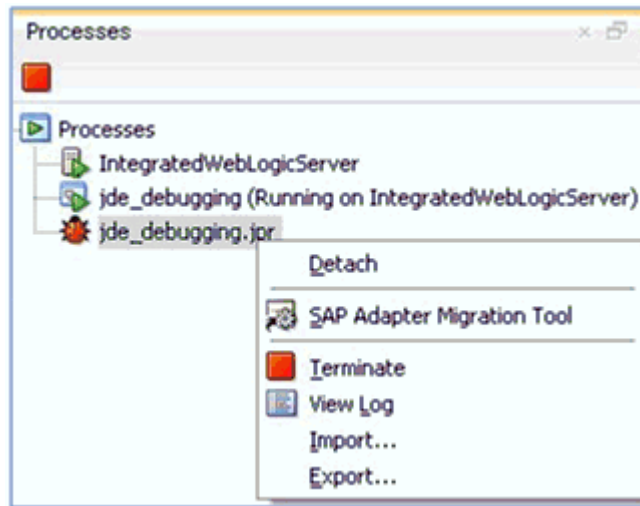 Processes
Processes
IntegratedWebLogicServer
jde_debugging (Running on IntegratedWebLogicServer)
jde_debugging.jpr
Detach
SAP Adapter Migration Tool
Terminate
View Log
Import...
Export...